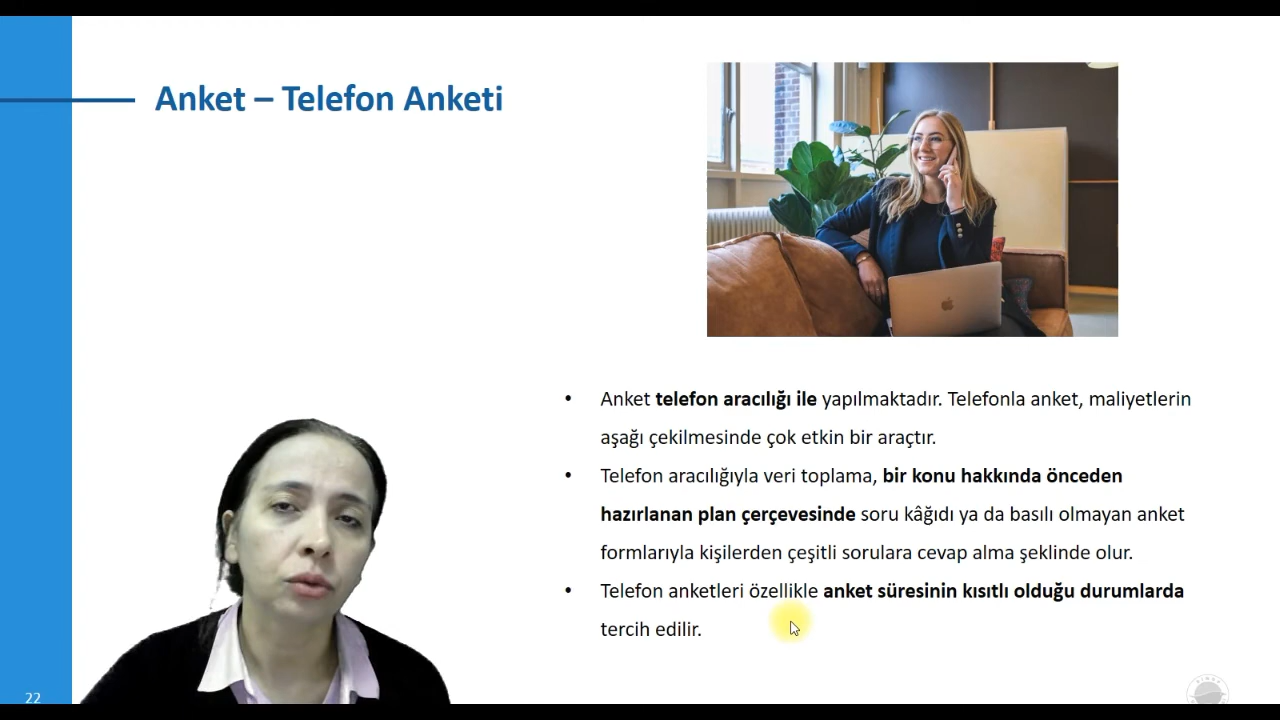 Anket – Telefon Anketi
• Anket telefon aracılığı ile yapılmaktadır. Telefonla anket, maliyetlerin
aşağı çekilmesinde çok etkin bir araçtır.
• Telefon aracılığıyla veri toplama, bir konu hakkında önceden
hazırlanan plan çerçevesinde soru kâğıdı ya da basılı olmayan anket
formlarıyla kişilerden çeşitli sorulara cevap alma şeklinde olur.
• Telefon anketleri özellikle anket süresinin kısıtlı olduğu durumlarda
tercih edilir.
22